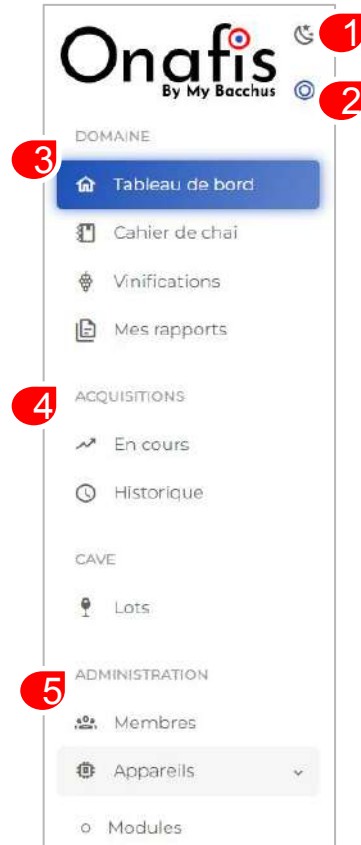 Onafis
By My Bacchus
1
2
DOMAINE
3
Tableau de bord
Cahier de chai
Vinifications
Mes rapports
4
ACQUISITIONS
En cours
Historique
CAVE
Lots
ADMINISTRATION
5
Membres
Appareils
Modules